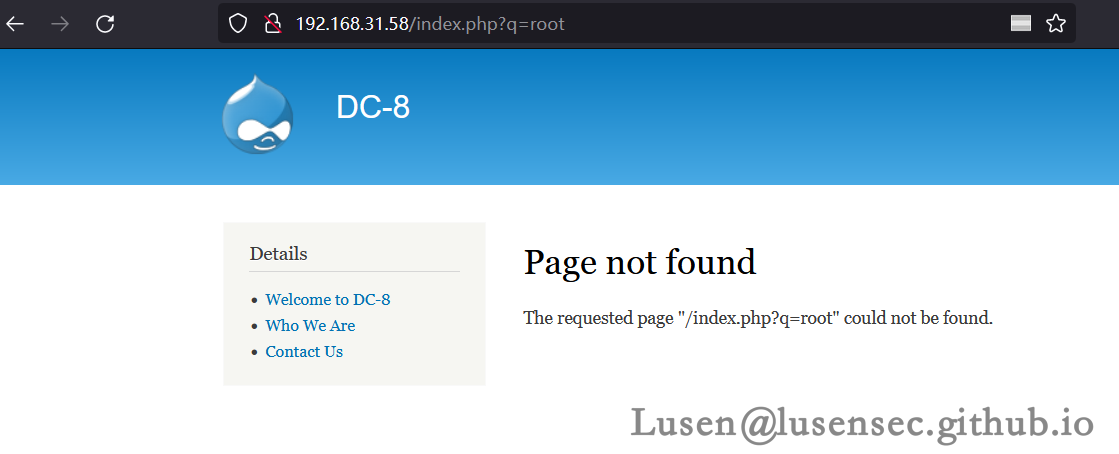 192.168.31.58/index.php?q=root
DC-8
Details
Welcome to DC-8
Who We Are
Contact Us
Page not found
The requested page "/index.php?q=root" could not be found.
Lusen@lusensec.github.io